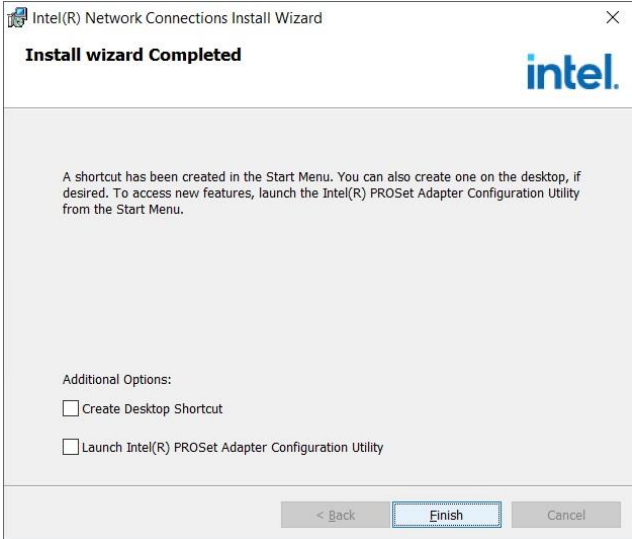 Intel(R) Network Connections Install Wizard
Install wizard Completed
intel.
A shortcut has been created in the Start Menu. You can also create one on the desktop, if
desired. To access new features, launch the Intel(R) PROSet Adapter Configuration Utility
from the Start Menu.
Additional Options:
Create Desktop Shortcut
Launch Intel(R) PROSet Adapter Configuration Utility
< Back
Finish
Cancel